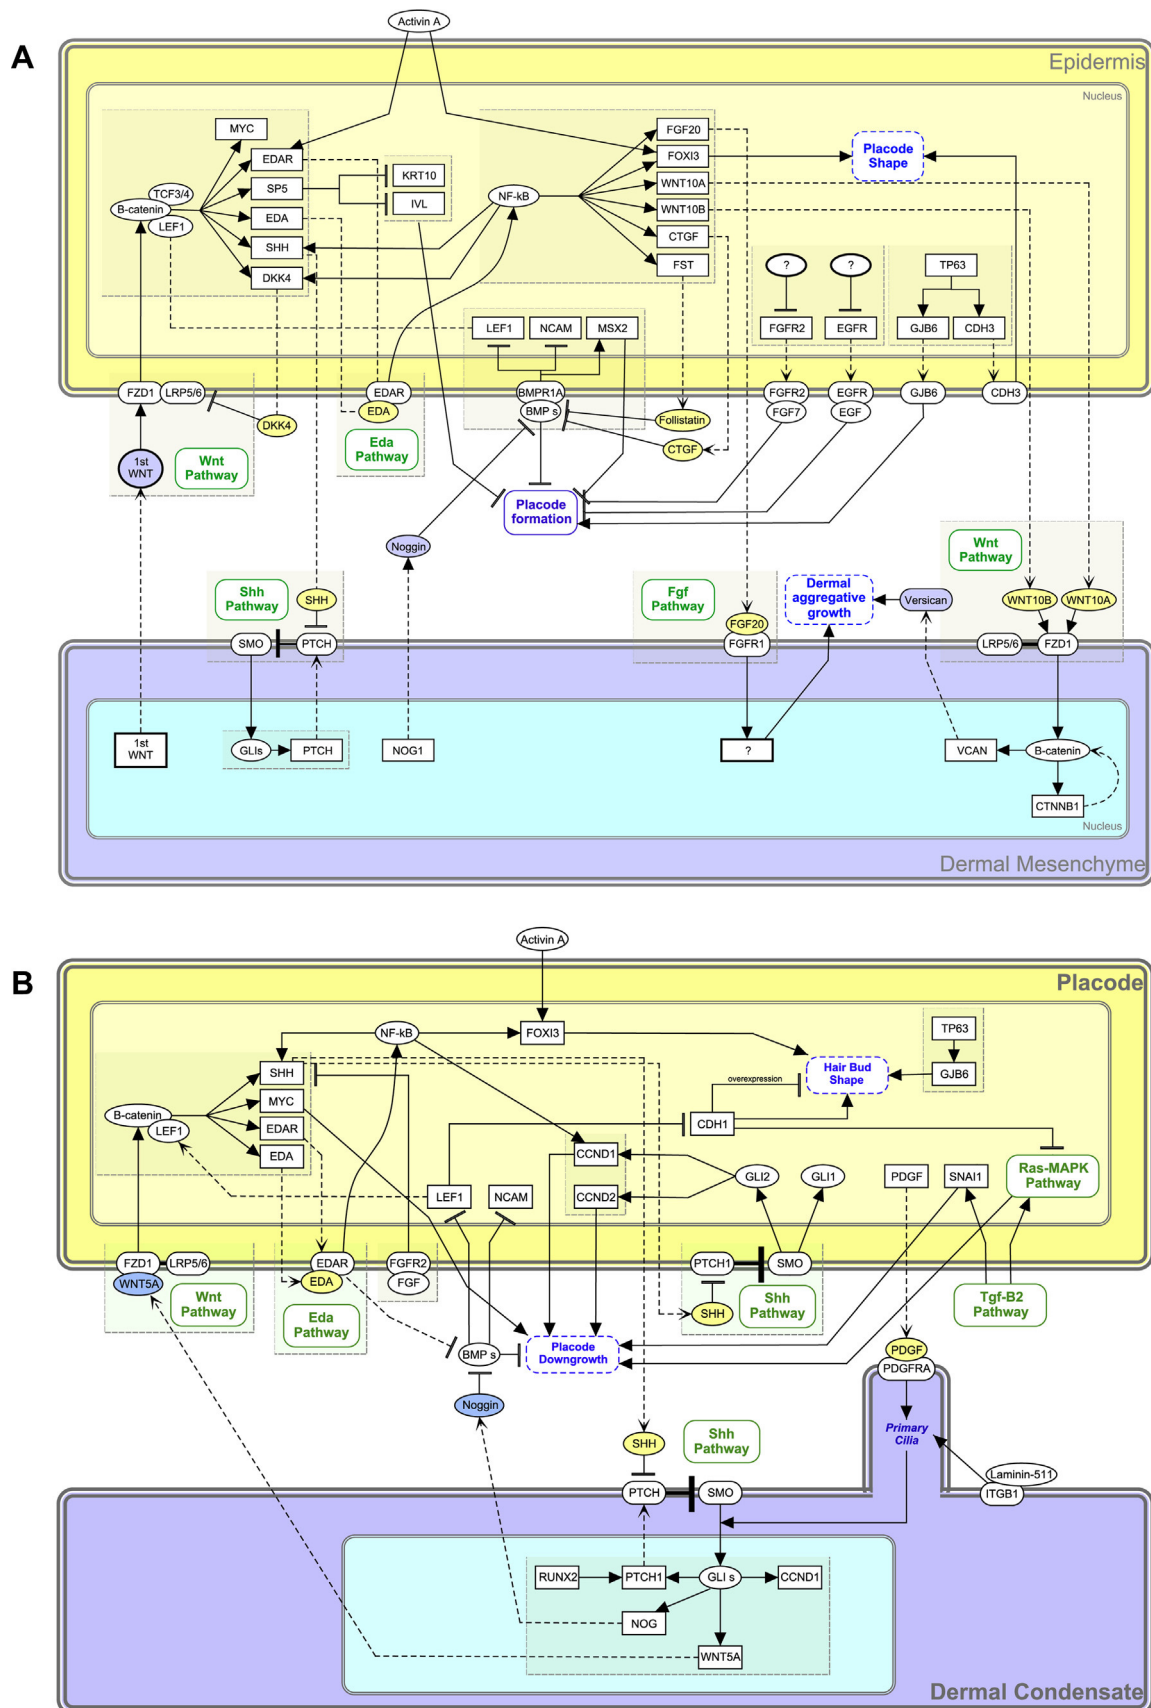 Activin A
A
Epidermis
Nucleus
MYC
EDAR
SP5
EDA
SHH
DKK4
TCF3/4
B-catenin
LEF1
KRT10
IVL
NF-kB
FGF20
FOXI3
WNT10A
WNT10B
CTGF
FST
Placode
Shape
?
?
TP63
LEF1
NCAM
MSX2
FGFR2
EGFR
GJB6
CDH3
FZD1
LRP5/6
EDAR
BMPR1A
FGFR2
EGFR
GJB6
CDH3
DKK4
EDA
BMP s
Follistatin
FGF7
EGF
CTGF
Eda
Pathway
1st
WNT
Wnt
Pathway
Placode
formation
Noggin
Wnt
Pathway
Shh
Pathway
SHH
Fgf
Pathway
Dermal
aggregative
growth
Versican
WNT10B
WNT10A
FGF20
SMO
PTCH
FGFR1
LRP5/6
FZD1
1st
WNT
GLIs
PTCH
NOG1
?
VCAN
B-catenin
CTNNB1
Nucleus
Dermal Mesenchyme
Activin A
B
Placode
NF-kB
FOXI3
TP63
SHH
Hair Bud
Shape
GJB6
overexpression
MYC
B-catenin
LEF1
EDAR
EDA
CDH1
CCND1
Ras-MAPK
Pathway
LEF1
NCAM
CCND2
GLI2
GLI1
PDGF
SNAI1
FZD1
LRP5/6
EDAR
FGFR2
PTCH1
SMO
WNT5A
EDA
FGF
Wnt
Pathway
Eda
Pathway
SHH
Shh
Pathway
Tgf-B2
Pathway
BMP s
Placode
Downgrowth
PDGF
PDGFRA
Noggin
SHH
Shh
Pathway
Primary
Cilia
Laminin-511
ITGB1
PTCH
SMO
RUNX2
PTCH1
GLI s
CCND1
NOG
WNT5A
Dermal Condensate